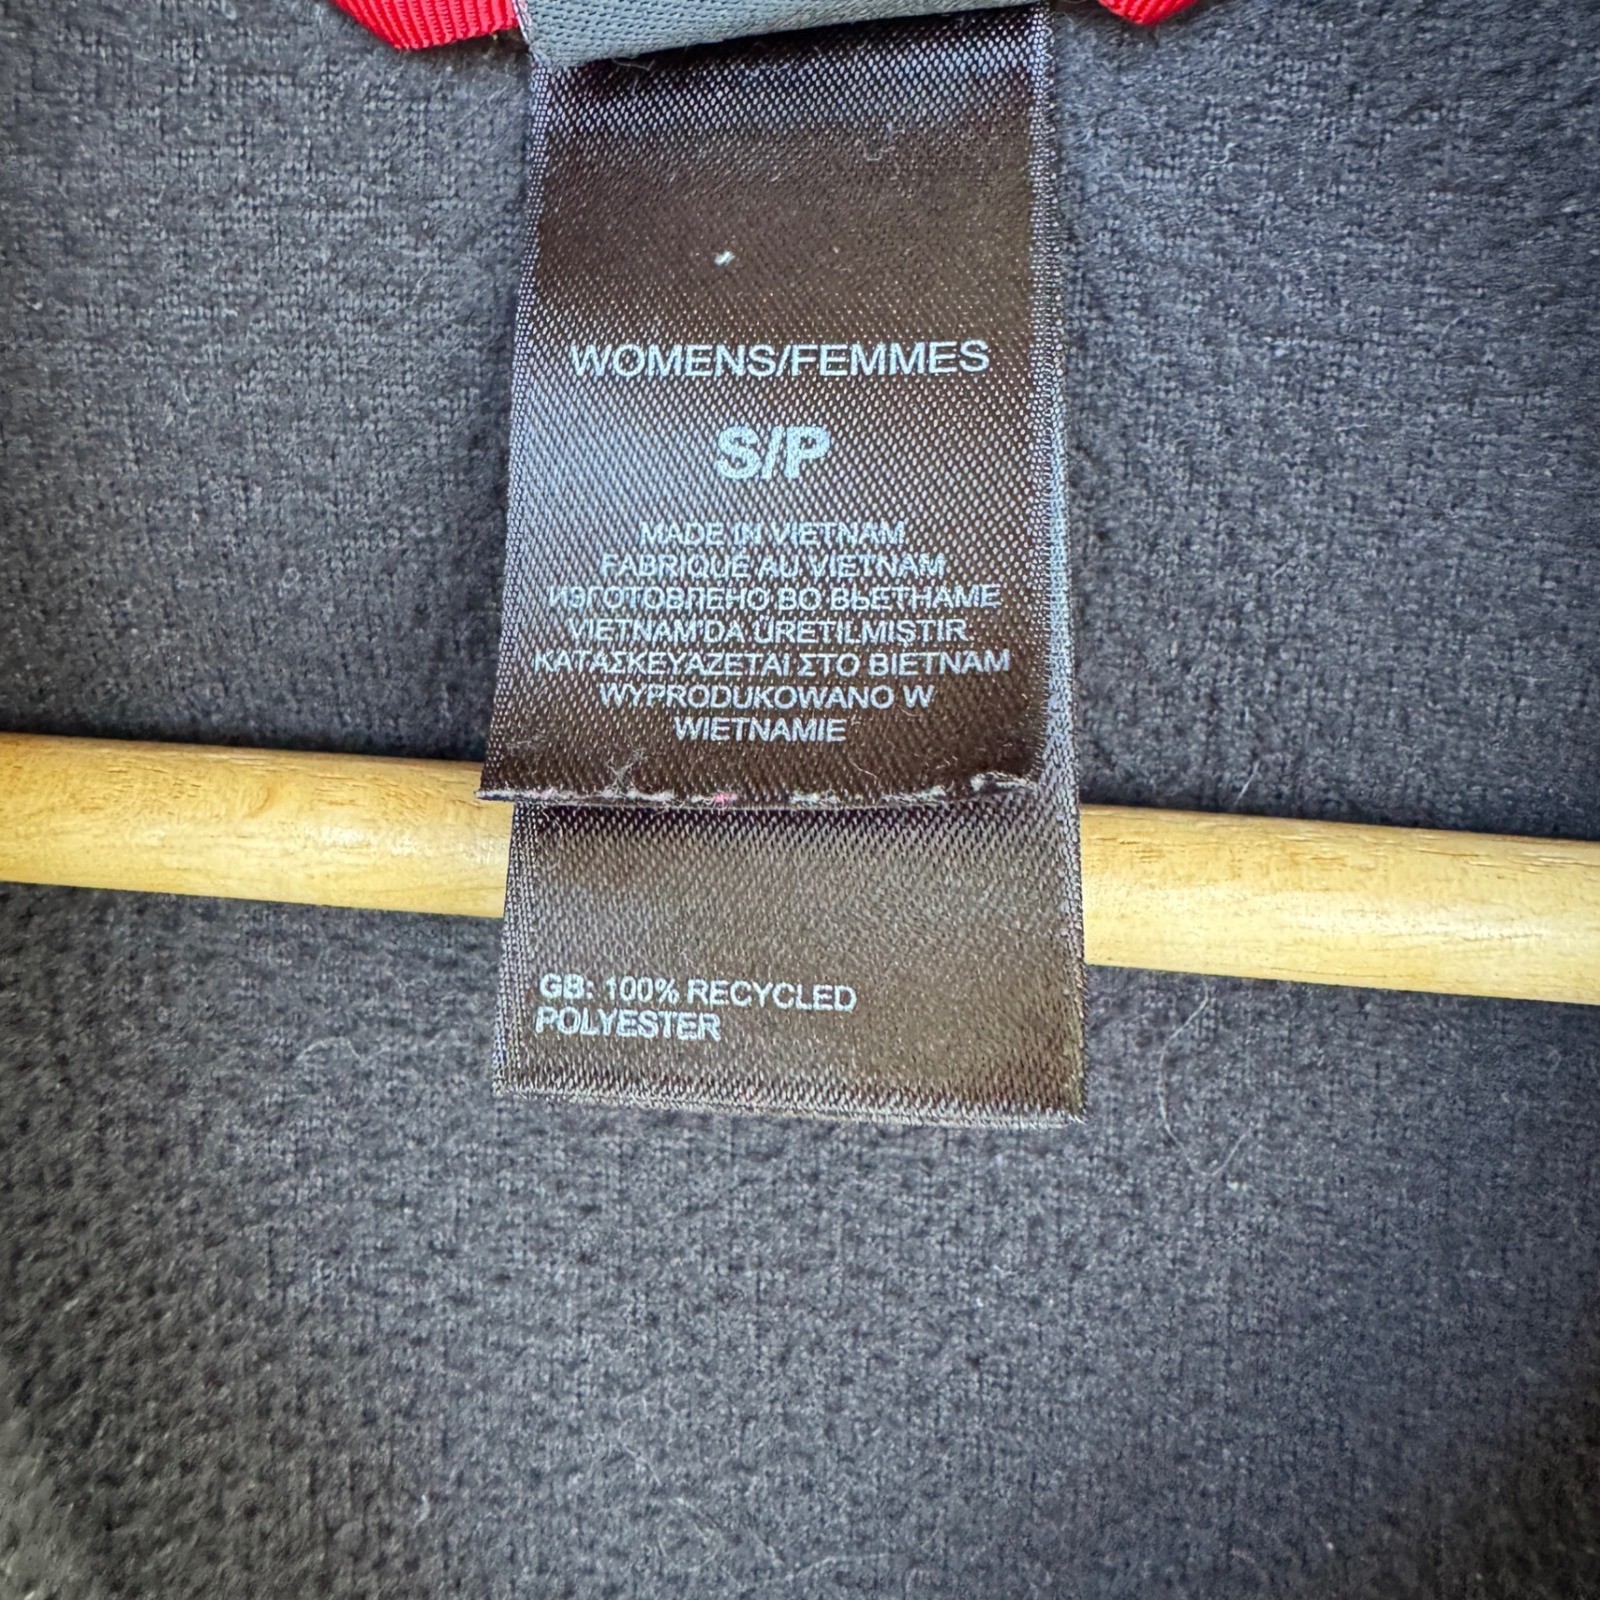 WOMENS/FEMMES
S/P
MADE IN VIETNAM
FABRIQUÉ AU VIETNAM
ИЗГОТОВЛЕНО ВО ВЬЕТНАМЕ
VIETNAM'DA ÜRETILMISTIR
ΚΑΤΑΣΚΕΥΑΖΕΤΑΙ ΣΤΟ ΒΙΕΤΝΑΜ
WYPRODUKOWANO W
WIETNAMIE
GB: 100% RECYCLED
POLYESTER